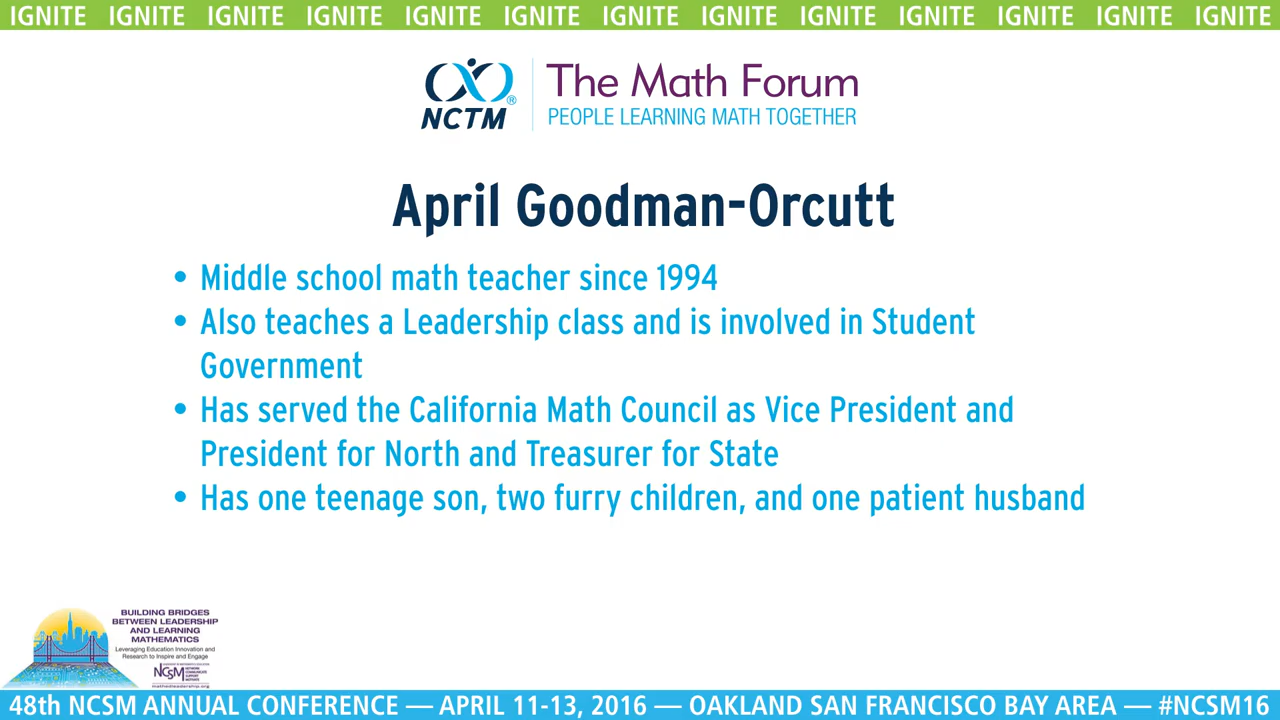 IGNITE IGNITE IGNITE IGNITE IGNITE IGNITE IGNITE IGNITE IGNITE IGNITE IGNITE IGNITE IGNITE
NCTM®
The Math Forum
PEOPLE LEARNING MATH TOGETHER
April Goodman-Orcutt
• Middle school math teacher since 1994
• Also teaches a Leadership class and is involved in Student
Government
• Has served the California Math Council as Vice President and
President for North and Treasurer for State
• Has one teenage son, two furry children, and one patient husband
BUILDING BRIDGES
BETWEEN LEADERSHIP
AND LEARNING
MATHEMATICS
Leveraging Education Innovation and
Research to Inspire and Engage
NCSM
mathedleadership.org
48th NCSM ANNUAL CONFERENCE — APRIL 11-13, 2016 — OAKLAND SAN FRANCISCO BAY AREA — #NCSM16